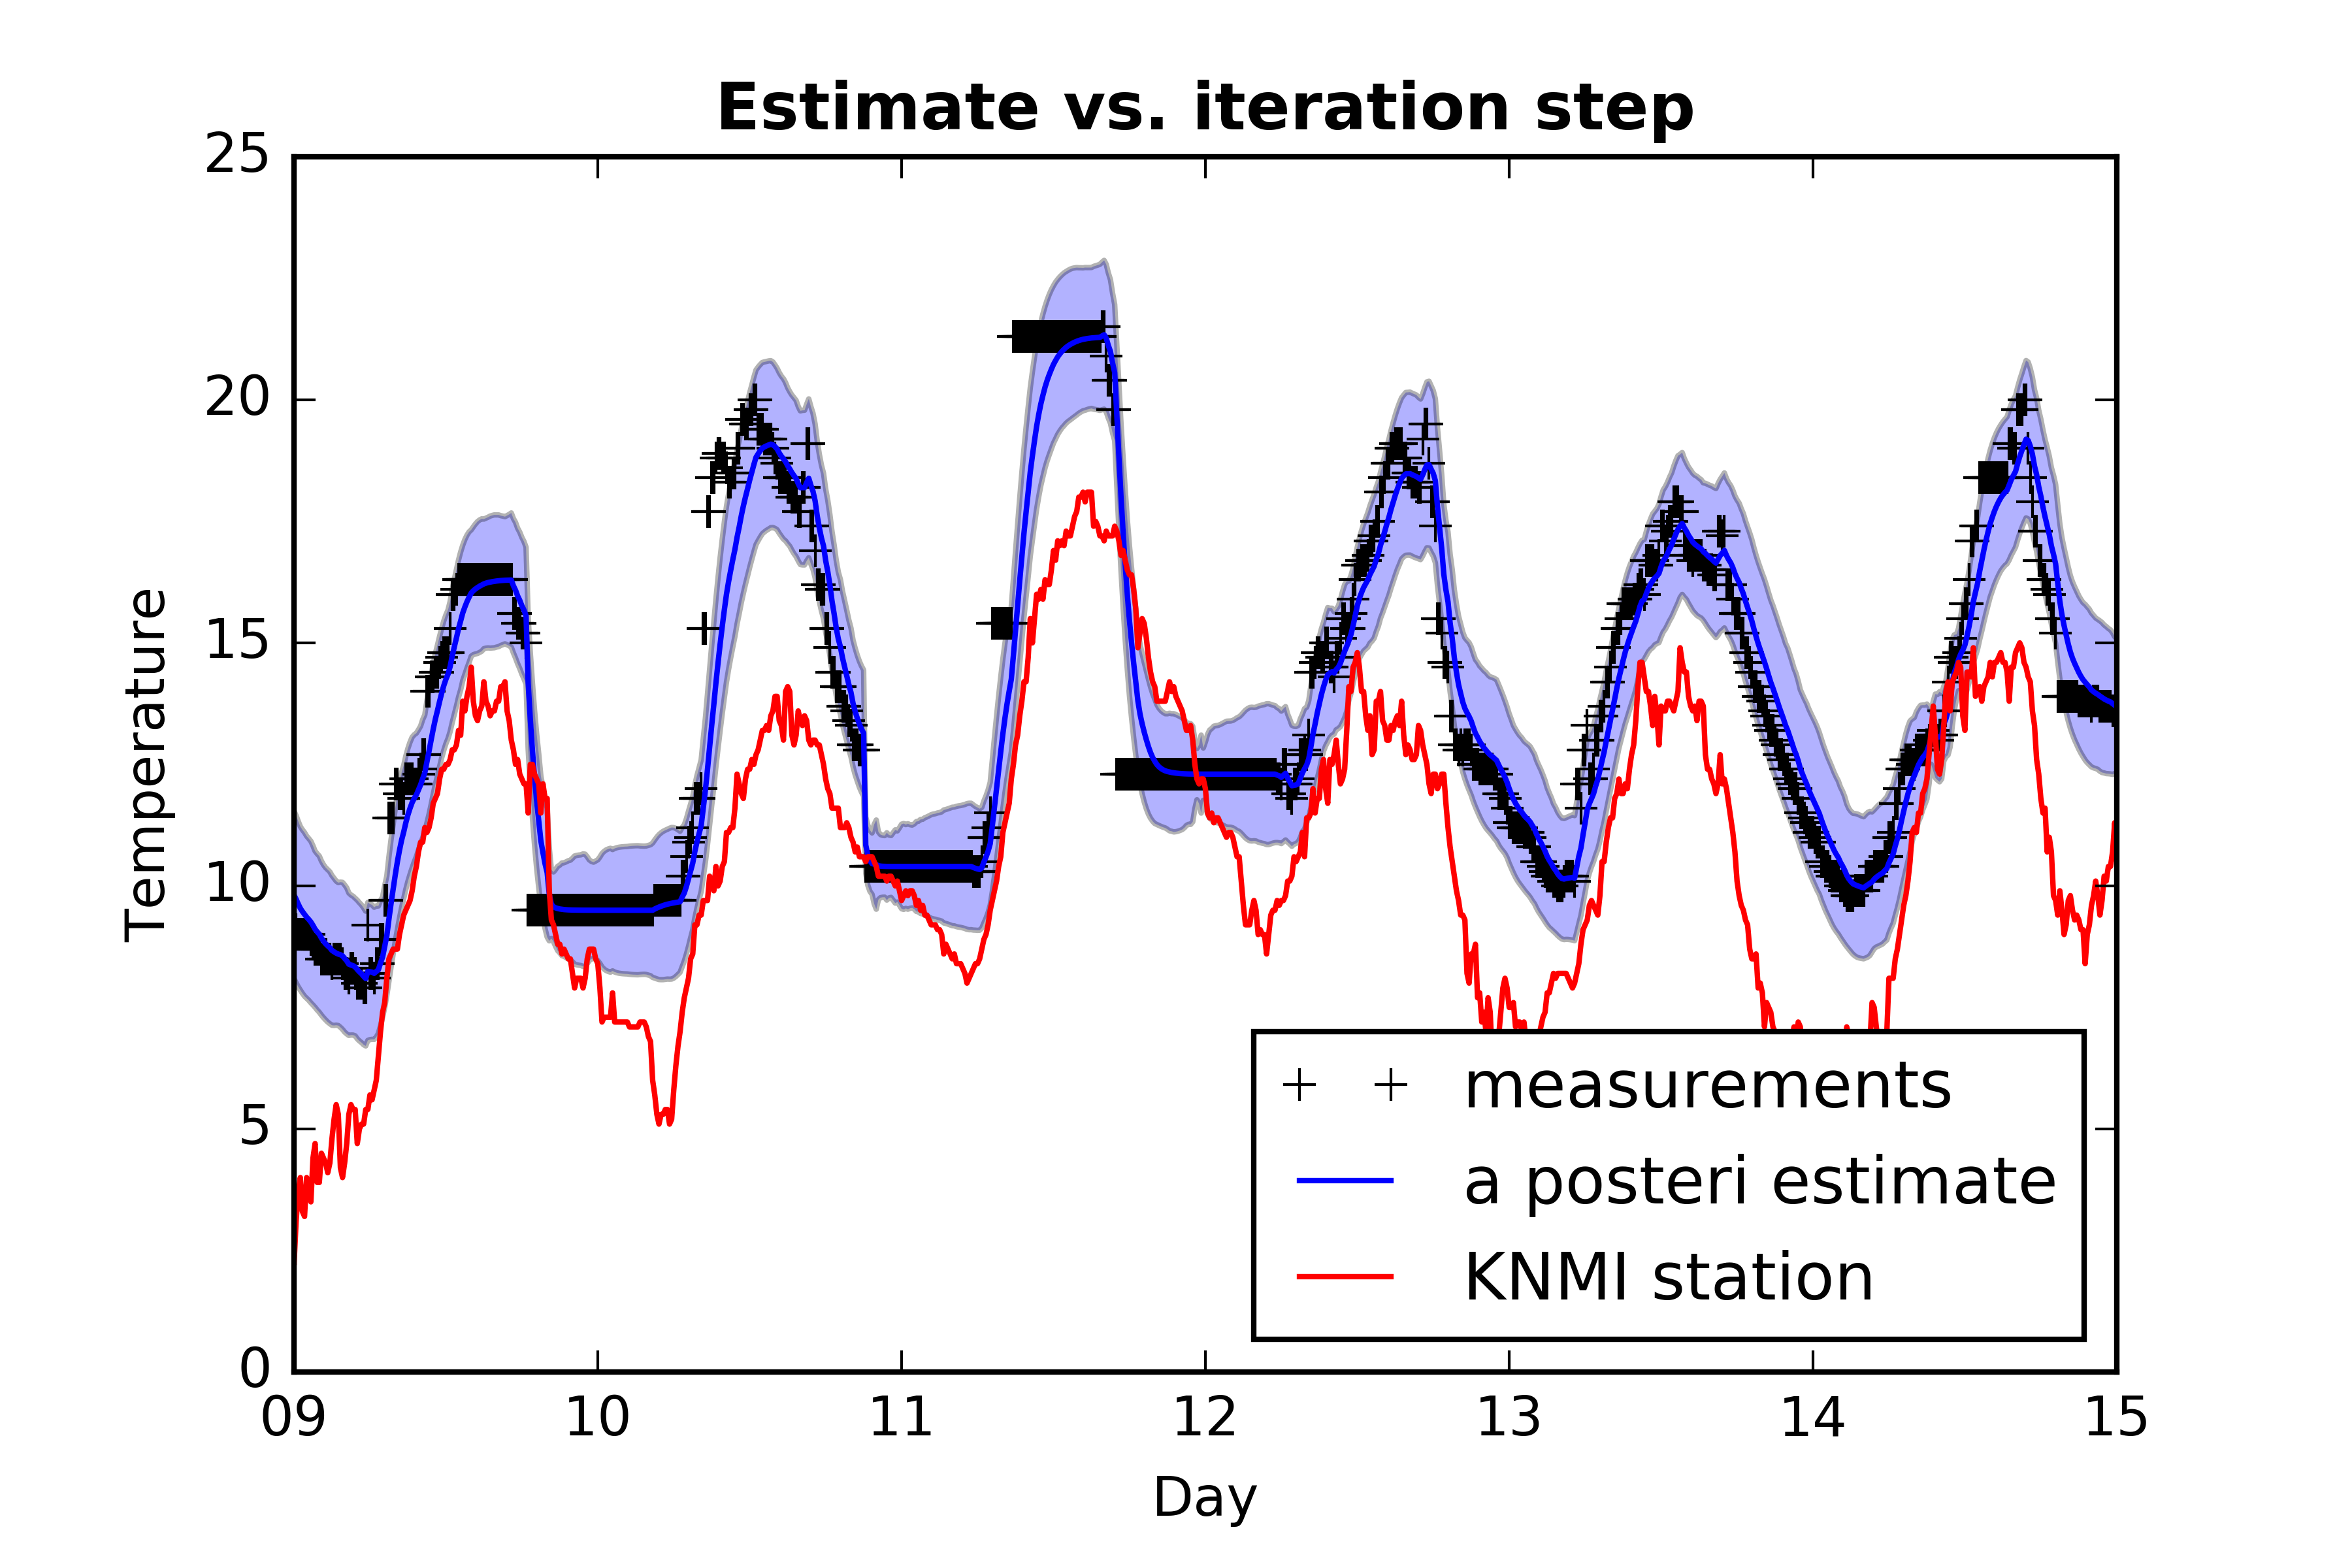 Estimate vs. iteration step
25
20
15
10
5
0
Temperature
09 10 11 12 13 14 15
Day
measurements
a posteri estimate
KNMI station